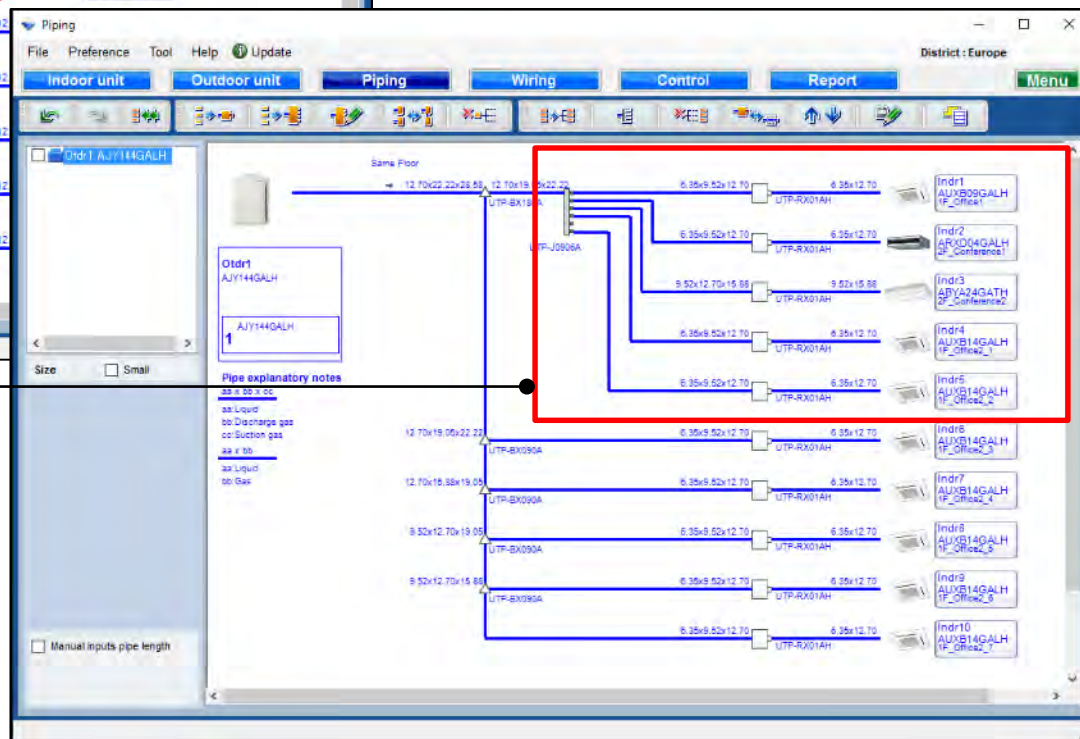 Piping
File Preference Tool Help Update District : Europe
Indoor unit Outdoor unit Piping Wiring Control Report Menu
Otdr1 AJY144GALH
Size Small
Manual inputs pipe length
Same Floor
12.70x22.22x28.58
UTP-J0906A
Otdr1
AJY144GALH
AJY144GALH
1
Pipe explanatory notes
aa x bb x cc
aa:Liquid
bb:Discharge gas
cc:Suction gas
aa x bb
aa:Liquid
bb:Gas
6.35x9.52x12.70 UTP-RX01AH 6.35x12.70
Indr1
AUXB09GALH
1F_Office1
6.35x9.52x12.70 UTP-RX01AH 6.35x12.70
Indr2
ARXD04GALH
2F_Conference1
9.52x12.70x15.88 UTP-RX01AH 9.52x15.88
Indr3
ABYA24GATH
2F_Conference2
6.35x9.52x12.70 UTP-RX01AH 6.35x12.70
Indr4
AUXB14GALH
1F_Office2_1
6.35x9.52x12.70 UTP-RX01AH 6.35x12.70
Indr5
AUXB14GALH
1F_Office2_2
12.70x19.05x22.22 UTP-BX090A 6.35x9.52x12.70 UTP-RX01AH 6.35x12.70
Indr6
AUXB14GALH
1F_Office2_3
12.70x15.88x19.05 UTP-BX090A 6.35x9.52x12.70 UTP-RX01AH 6.35x12.70
Indr7
AUXB14GALH
1F_Office2_4
9.52x12.70x19.05 UTP-BX090A 6.35x9.52x12.70 UTP-RX01AH 6.35x12.70
Indr8
AUXB14GALH
1F_Office2_5
9.52x12.70x15.88 UTP-BX090A 6.35x9.52x12.70 UTP-RX01AH 6.35x12.70
Indr9
AUXB14GALH
1F_Office2_6
6.35x9.52x12.70 UTP-RX01AH 6.35x12.70
Indr10
AUXB14GALH
1F_Office2_7